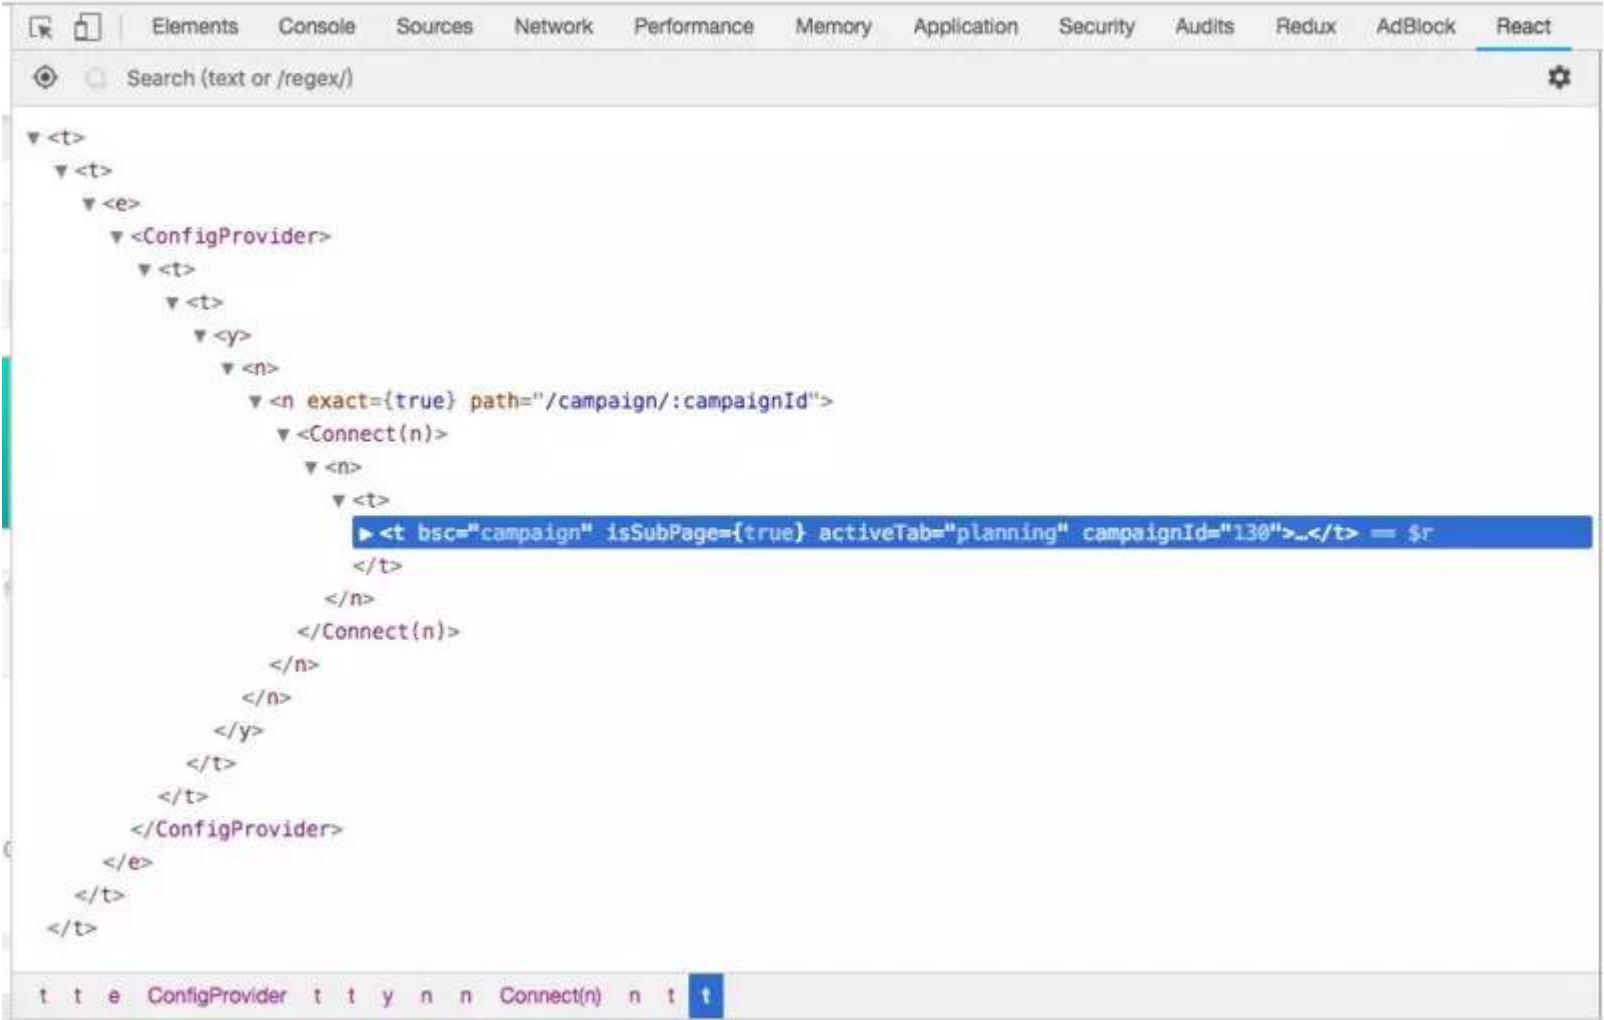 Elements Console Sources Network Performance Memory Application Security Audits Redux AdBlock React
Search (text or /regex/)
▼ <t>
▼ <t>
▼ <e>
▼ <ConfigProvider>
▼ <t>
▼ <t>
▼ <y>
▼ <n>
▼ <n exact={true} path="/campaign/:campaignId">
▼ <Connect(n)>
▼ <n>
▼ <t>
▶ <t bsc="campaign" isSubPage={true} activeTab="planning" campaignId="130">…</t> == $r
</t>
</n>
</Connect(n)>
</n>
</n>
</y>
</t>
</t>
</ConfigProvider>
</e>
</t>
</t>
t t e ConfigProvider t t y n n Connect(n) n t t